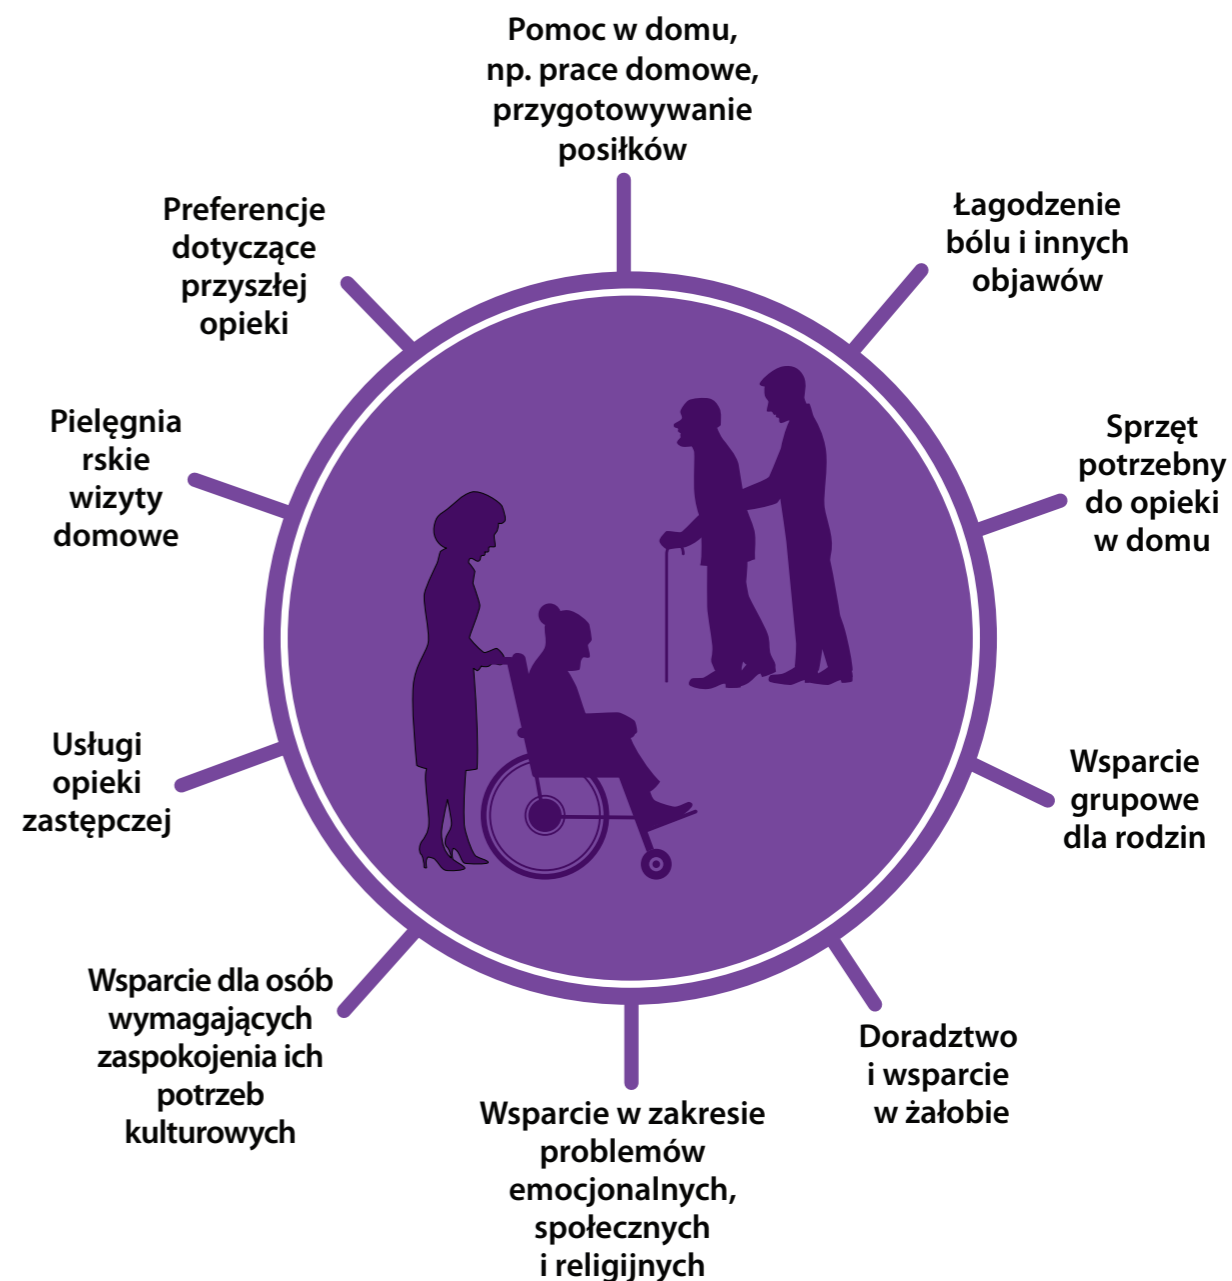 Pomoc w domu,
np. prace domowe,
przygotowywanie
posiłków
Łagodzenie
bólu i innych
objawów
Sprzęt
potrzebny
do opieki
w domu
Wsparcie
grupowe
dla rodzin
Doradztwo
i wsparcie
w żałobie
Wsparcie w zakresie
problemów
emocjonalnych,
społecznych
i religijnych
Wsparcie dla osób
wymagających
zaspokojenia ich
potrzeb
kulturowych
Usługi
opieki
zastępczej
Pielęgnia
rskie
wizyty
domowe
Preferencje
dotyczące
przyszłej
opieki